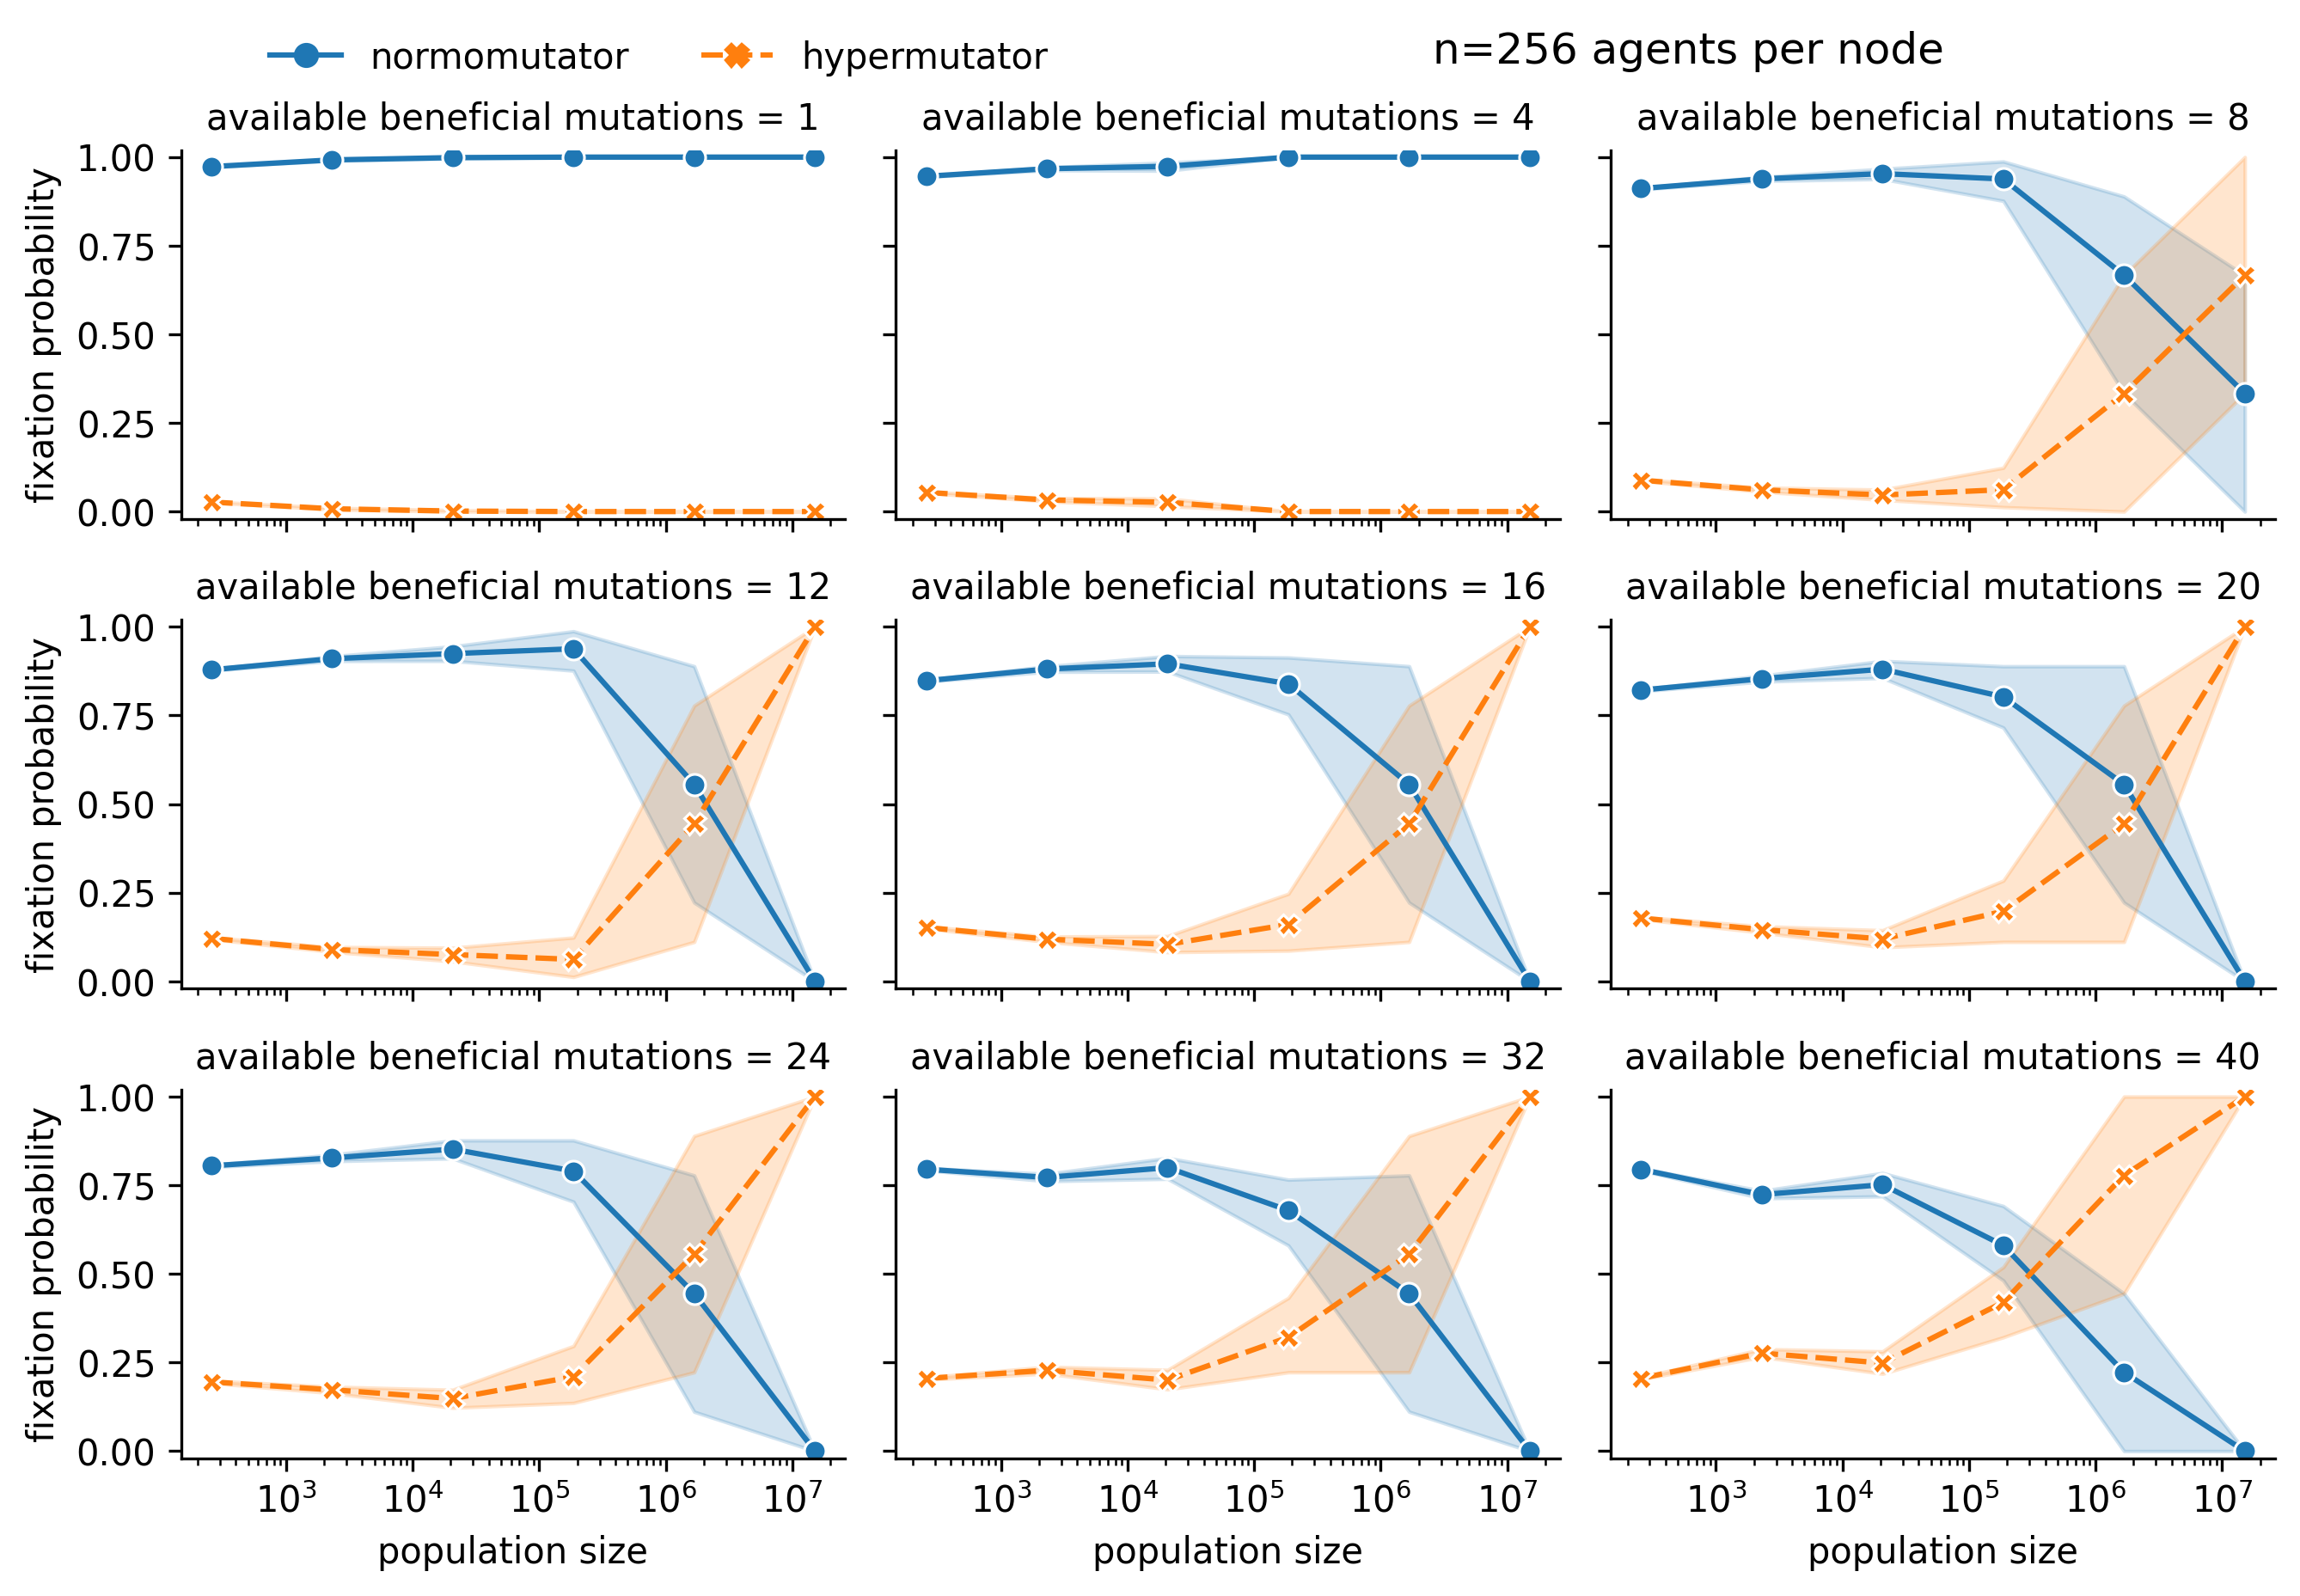 normomutator hypermutator n=256 agents per node
available beneficial mutations = 1 available beneficial mutations = 4 available beneficial mutations = 8
1.00
0.75
0.50
0.25
0.00
fixation probability
available beneficial mutations = 12 available beneficial mutations = 16 available beneficial mutations = 20
1.00
0.75
0.50
0.25
0.00
fixation probability
available beneficial mutations = 24 available beneficial mutations = 32 available beneficial mutations = 40
1.00
0.75
0.50
0.25
0.00
fixation probability
10³ 10⁴ 10⁵ 10⁶ 10⁷ 10³ 10⁴ 10⁵ 10⁶ 10⁷ 10³ 10⁴ 10⁵ 10⁶ 10⁷
population size population size population size